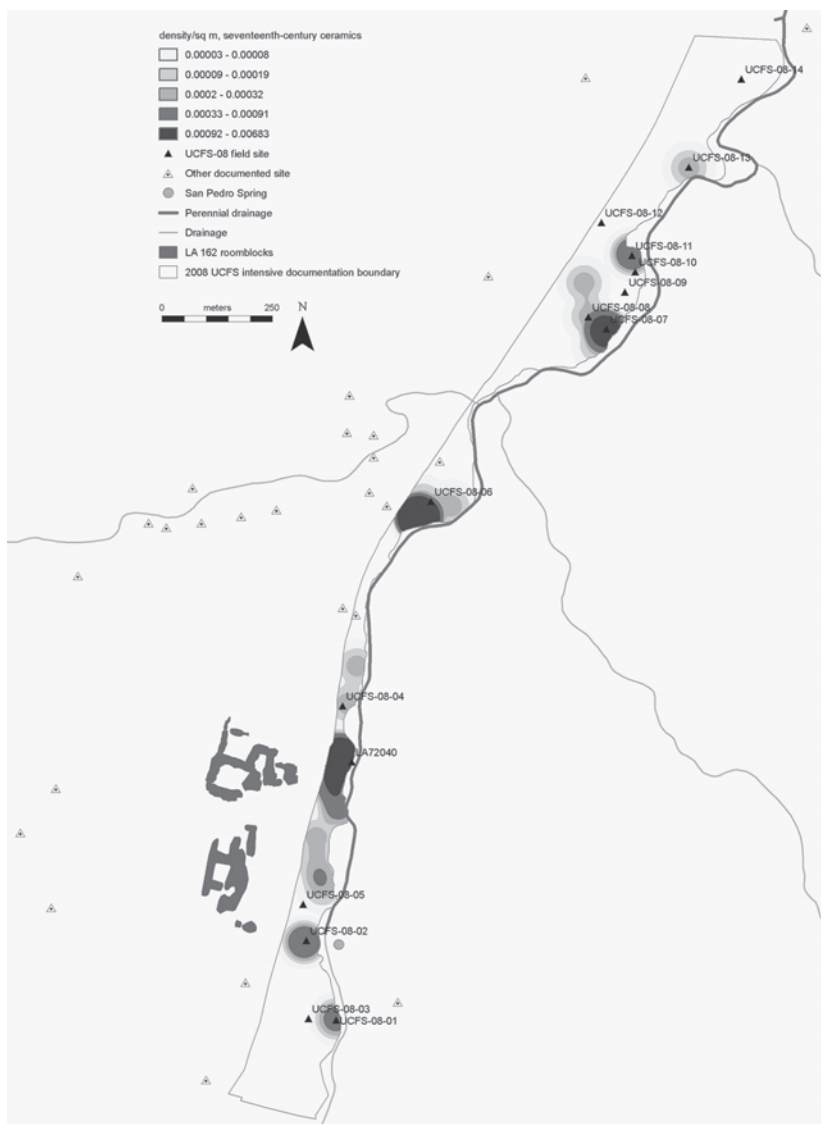 density/sq m, seventeenth-century ceramics
0.00003 - 0.00008
0.00009 - 0.00019
0.0002 - 0.00032
0.00033 - 0.00091
0.00092 - 0.00683
UCFS-08 field site
Other documented site
San Pedro Spring
Perennial drainage
Drainage
LA 162 roomblocks
2008 UCFS intensive documentation boundary
0 meters 250
N
UCFS-08-14
UCFS-08-13
UCFS-08-12
UCFS-08-11
UCFS-08-10
UCFS-08-09
UCFS-08-08
UCFS-08-07
UCFS-08-06
UCFS-08-04
LA72040
UCFS-08-05
UCFS-08-02
UCFS-08-03
UCFS-08-01